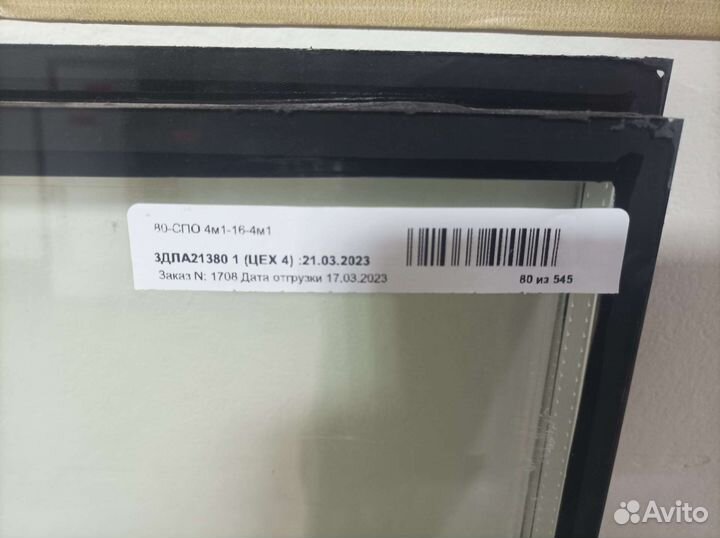 80-СПО 4м1-16-4м1
ЗДЛА21380 1 (ЦЕХ 4) :21.03.2023
Заказ N: 1708 Дата отгрузки 17.03.2023
80 из 545
Avito